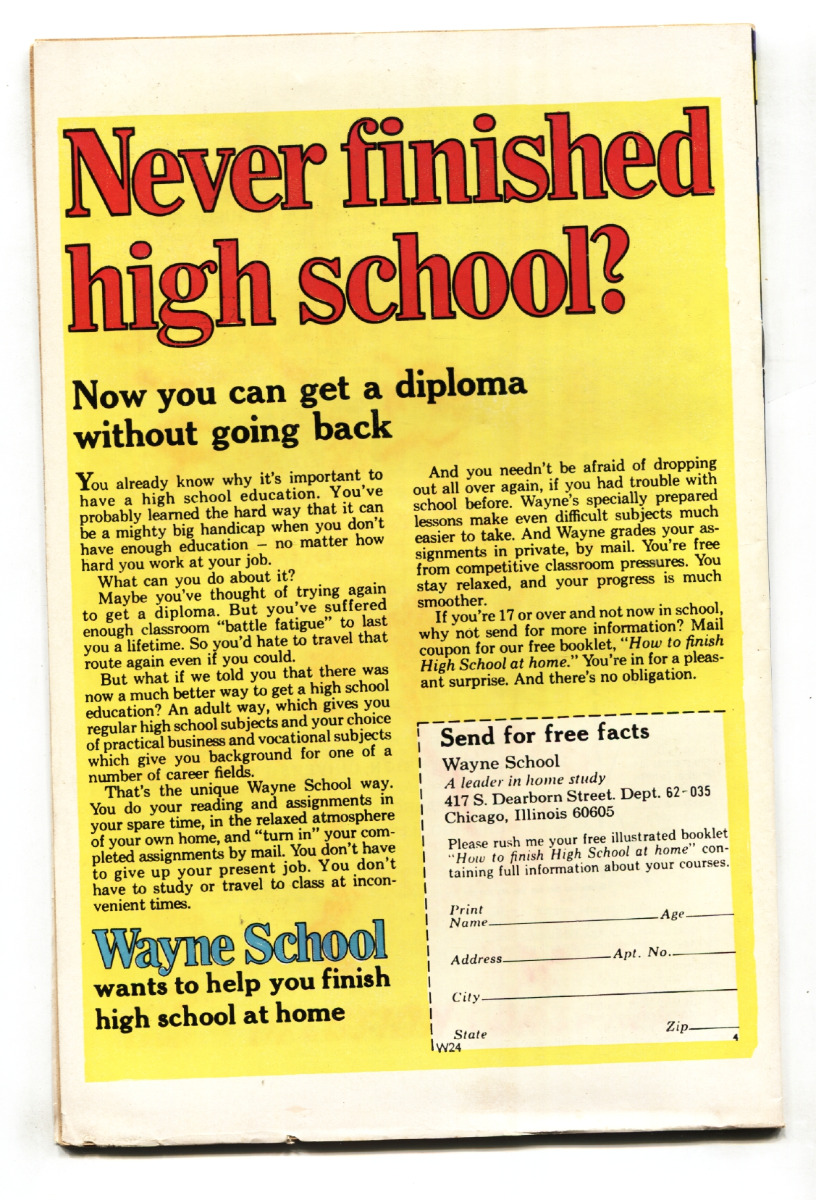 Never finished
high school?
Now you can get a diploma
without going back
You already know why it's important to
have a high school education. You've
probably learned the hard way that it can
be a mighty big handicap when you don't
have enough education – no matter how
hard you work at your job.
What can you do about it?
Maybe you've thought of trying again
to get a diploma. But you've suffered
enough classroom "battle fatigue" to last
you a lifetime. So you'd hate to travel that
route again even if you could.
But what if we told you that there was
now a much better way to get a high school
education? An adult way, which gives you
regular high school subjects and your choice
of practical business and vocational subjects
which give you background for one of a
number of career fields.
That's the unique Wayne School way.
You do your reading and assignments in
your spare time, in the relaxed atmosphere
of your own home, and "turn in" your com-
pleted assignments by mail. You don't have
to give up your present job. You don't
have to study or travel to class at incon-
venient times.
Wayne School
wants to help you finish
high school at home
And you needn't be afraid of dropping
out all over again, if you had trouble with
school before. Wayne's specially prepared
lessons make even difficult subjects much
easier to take. And Wayne grades your as-
signments in private, by mail. You're free
from competitive classroom pressures. You
stay relaxed, and your progress is much
smoother.
If you're 17 or over and not now in school,
why not send for more information? Mail
coupon for our free booklet, "How to finish
High School at home." You're in for a pleas-
ant surprise. And there's no obligation.
Send for free facts
Wayne School
A leader in home study
417 S. Dearborn Street. Dept. 62-035
Chicago, Illinois 60605
Please rush me your free illustrated booklet
"How to finish High School at home" con-
taining full information about your courses.
Print
Name Age
Address Apt. No.
City
State Zip
W24 4